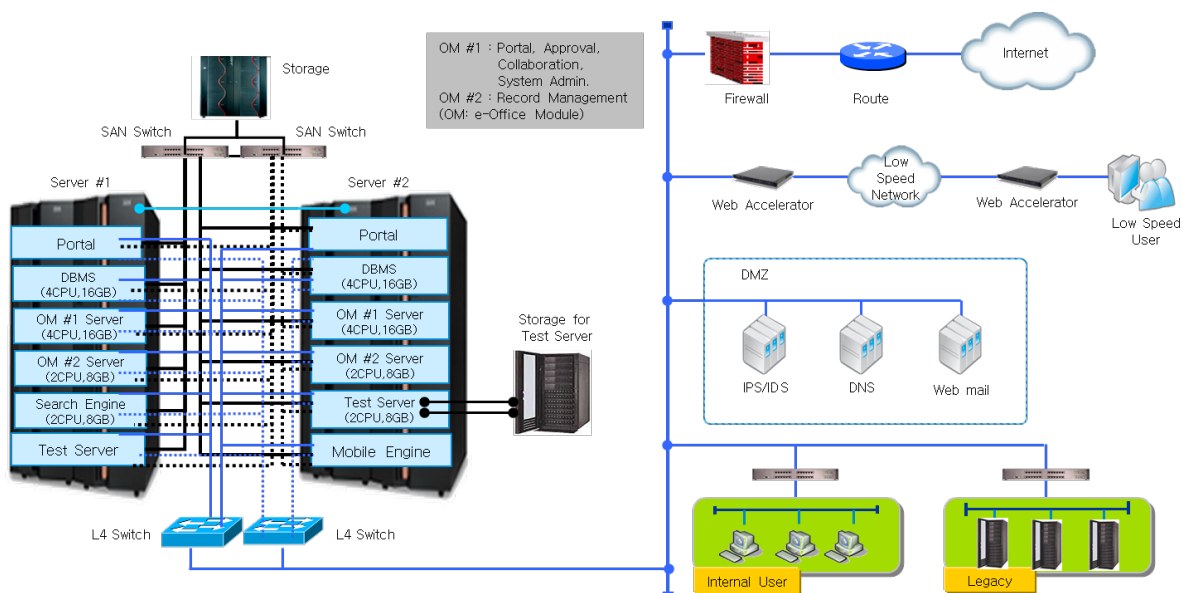 Storage
SAN Switch
SAN Switch
Server #1
Server #2
Portal
DBMS
(4CPU,16GB)
OM #1 Server
(4CPU,16GB)
OM #2 Server
(2CPU,8GB)
Search Engine
(2CPU,8GB)
Test Server
Portal
DBMS
(4CPU,16GB)
OM #1 Server
(4CPU,16GB)
OM #2 Server
(2CPU,8GB)
Test Server
(2CPU,8GB)
Mobile Engine
Storage for
Test Server
L4 Switch
L4 Switch
OM #1 : Portal, Approval,
Collaboration,
System Admin.
OM #2 : Record Management
(OM: e-Office Module)
Firewall
Route
Internet
Web Accelerator
Low
Speed
Network
Web Accelerator
Low Speed
User
DMZ
IPS/IDS
DNS
Web mail
Internal User
Legacy